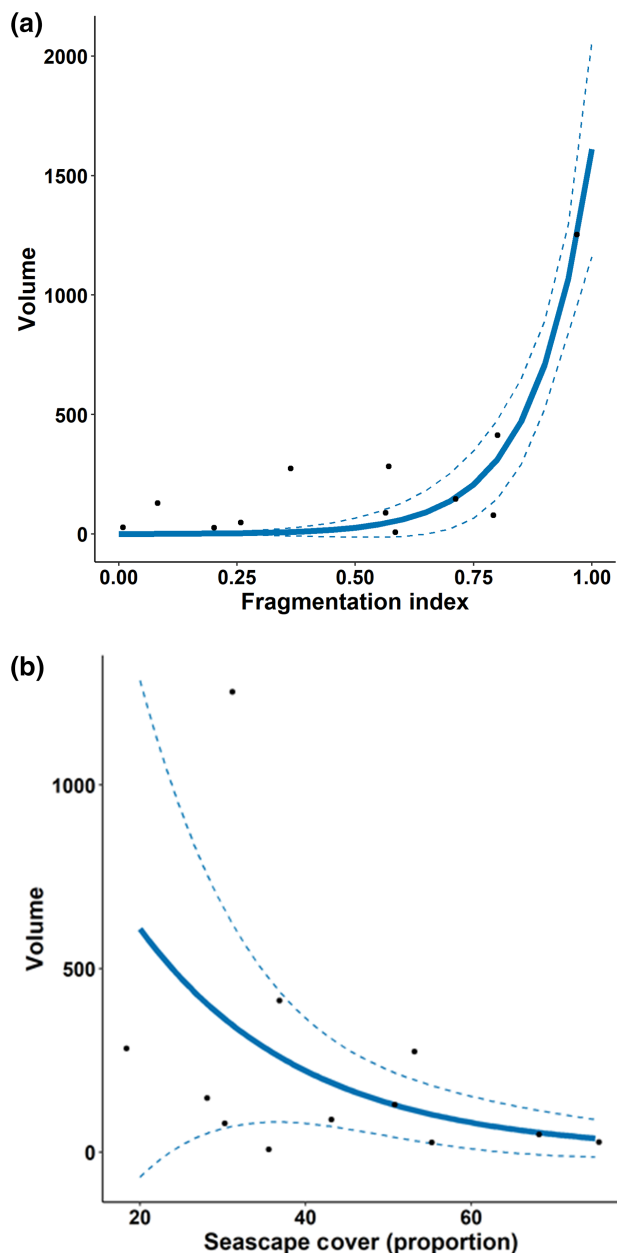 (a)
2000
1500
1000
500
0
Volume
0.00 0.25 0.50 0.75 1.00
Fragmentation index
(b)
1000
500
0
Volume
20 40 60
Seascape cover (proportion)